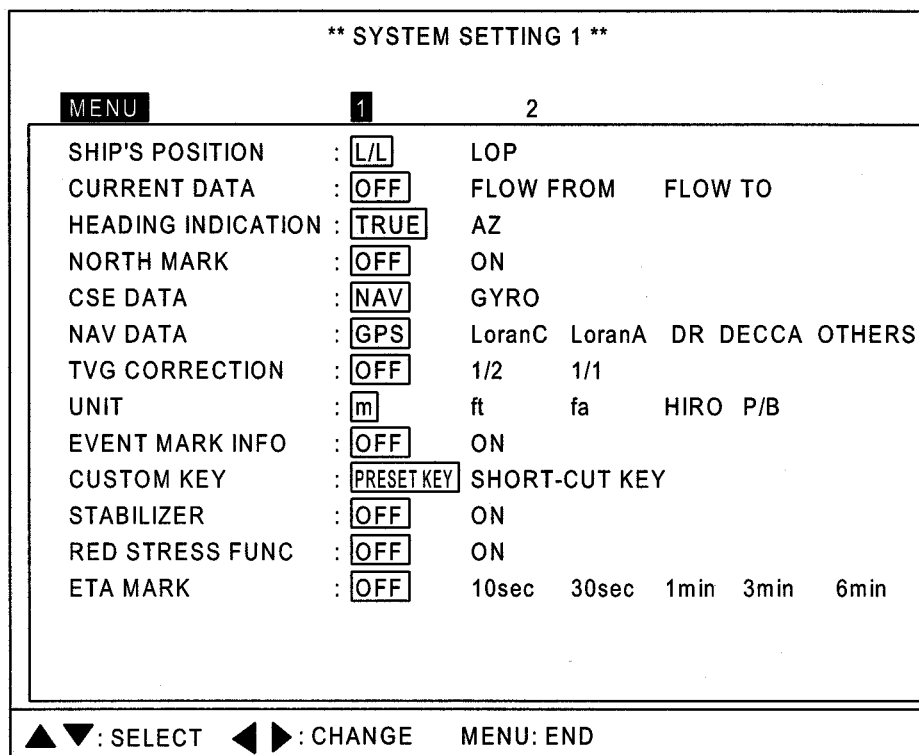 ** SYSTEM SETTING 1 **
MENU 1 2
SHIP'S POSITION : L/L LOP
CURRENT DATA : OFF FLOW FROM FLOW TO
HEADING INDICATION : TRUE AZ
NORTH MARK : OFF ON
CSE DATA : NAV GYRO
NAV DATA : GPS LoranC LoranA DR DECCA OTHERS
TVG CORRECTION : OFF 1/2 1/1
UNIT : m ft fa HIRO P/B
EVENT MARK INFO : OFF ON
CUSTOM KEY : PRESET KEY SHORT-CUT KEY
STABILIZER : OFF ON
RED STRESS FUNC : OFF ON
ETA MARK : OFF 10sec 30sec 1min 3min 6min
▲ ▼ : SELECT ◀ ▶ : CHANGE MENU: END